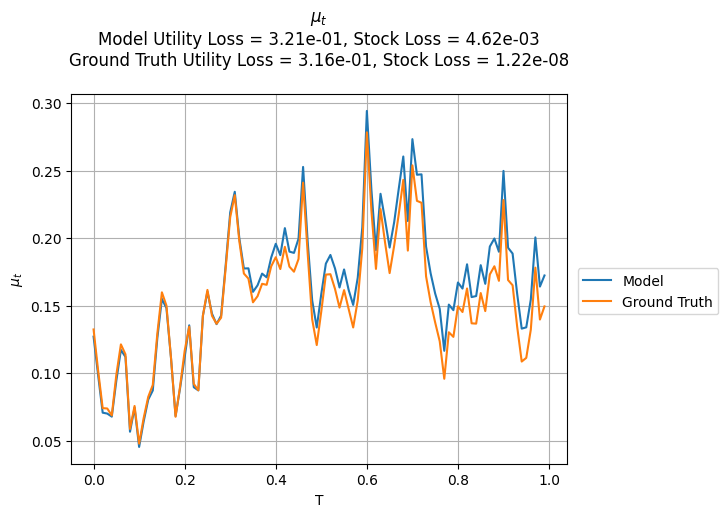 μₜ
Model Utility Loss = 3.21e-01, Stock Loss = 4.62e-03
Ground Truth Utility Loss = 3.16e-01, Stock Loss = 1.22e-08
0.30
0.25
0.20
0.15
0.10
0.05
μₜ
0.0
0.2
0.4
0.6
0.8
1.0
T
Model
Ground Truth